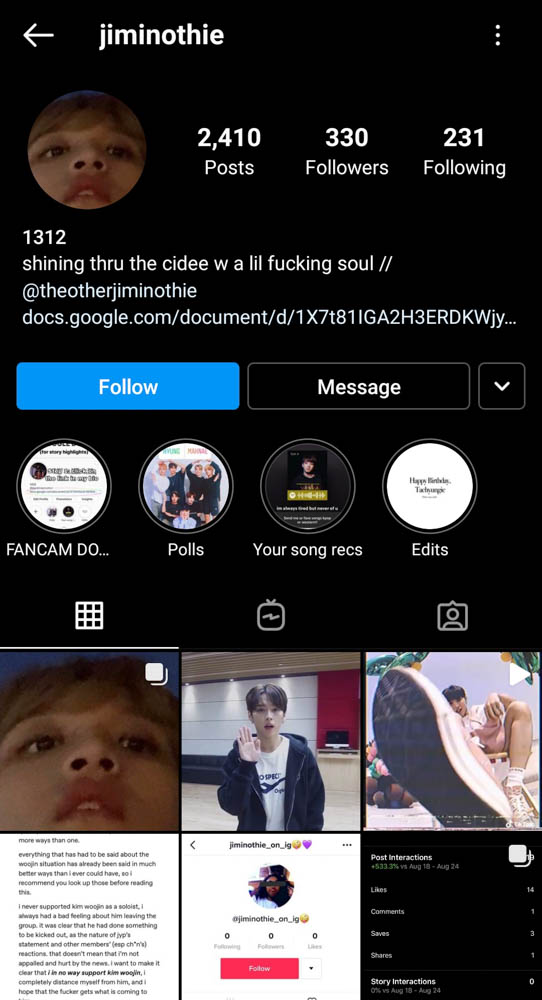 jiminothie
2,410
330
231
Posts
Followers
Following
1312
shining thru the cidee w a lil fucking soul //
@theotherjiminothie
docs.google.com/document/d/1X7t81IGA2H3ERDKWjy...
Follow
Message
(for story highlights)
the link in my bio
HYUNG
MAKNAE
im always tired but never of u
Happy Birthday,
Taehyungie
FANCAM DO...
Polls
Your song recs
Edits
more ways than one.
everything that has had to be said about the
woojin situation has already been said in much
better ways than i ever could have, so i
recommend you look up those before reading
this.
i never supported kim woojin as a soloist, i
always had a bad feeling about him leaving the
group. it was clear that he had done something
to be kicked out, as the nature of jyp's
statement and other members' (esp ch*n's)
reactions. that doesn't mean that i'm not
appalled and hurt by the news. i want to make it
clear that i in no way support kim woojin, i
completely distance myself from him, and i
hope that the fucker gets what is coming to
jiminothie_on_ig🤪💜
@jiminothie_on_ig🤪
0
0
0
Following
Followers
Likes
Follow
Post Interactions
+533.3% vs Aug 18 - Aug 24
Likes
14
Comments
1
Saves
3
Shares
1
Story Interactions
0
0% vs Aug 18 - Aug 24